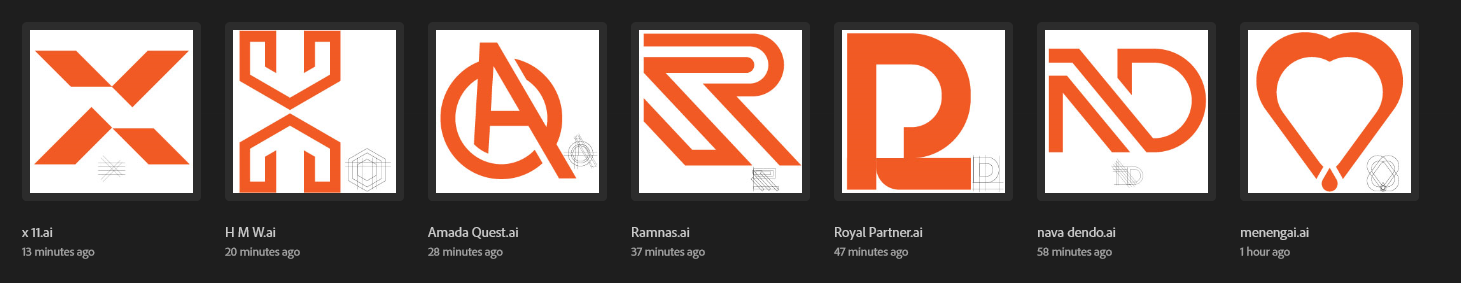 x 11.ai
13 minutes ago
H M W.ai
20 minutes ago
Amada Quest.ai
28 minutes ago
Ramnas.ai
37 minutes ago
Royal Partner.ai
47 minutes ago
nava dendo.ai
58 minutes ago
menengai.ai
1 hour ago